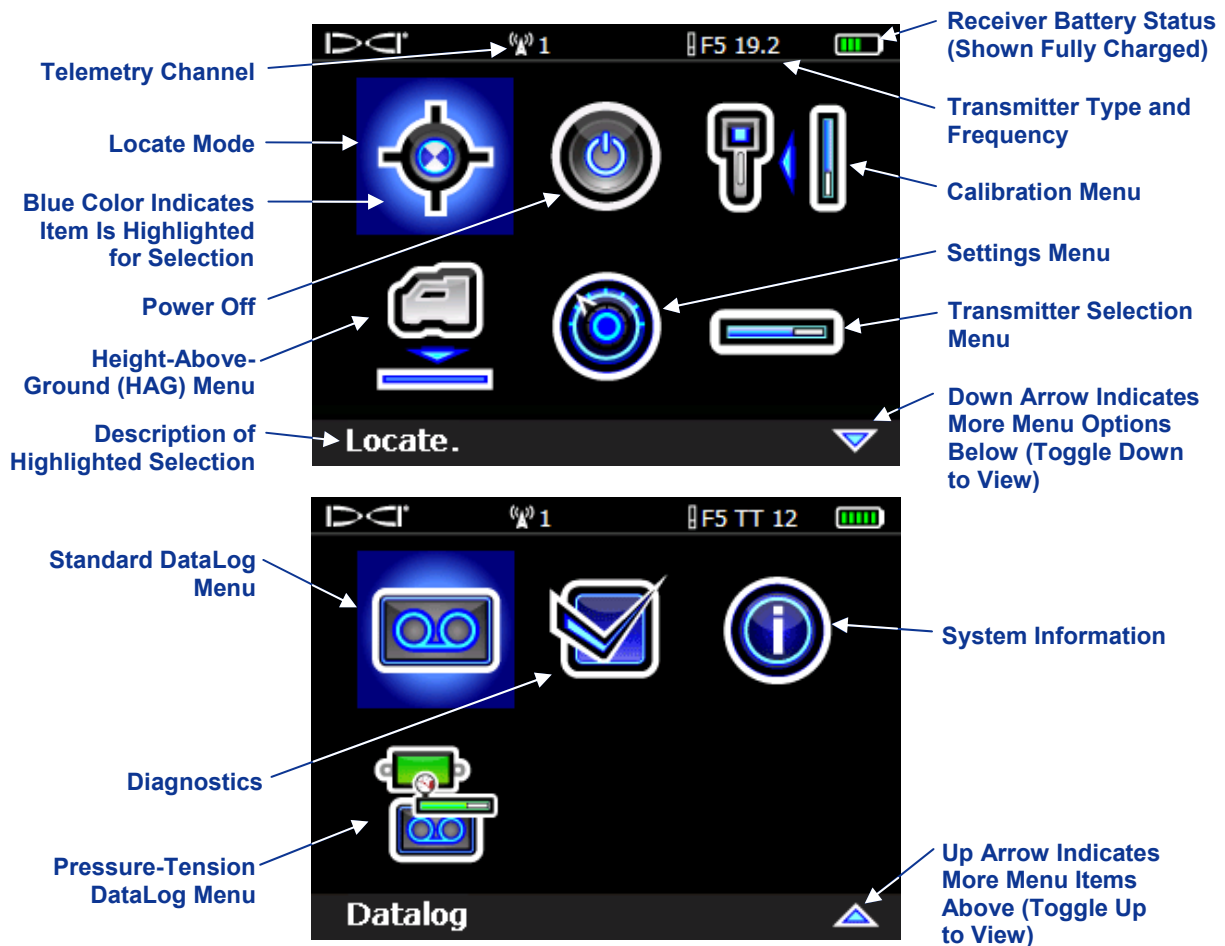 Receiver Battery Status
(Shown Fully Charged)
DCI
1
F5 19.2
Telemetry Channel
Transmitter Type and
Frequency
Locate Mode
Calibration Menu
Blue Color Indicates
Item Is Highlighted
for Selection
Settings Menu
Power Off
Transmitter Selection
Menu
Height-Above-
Ground (HAG) Menu
Down Arrow Indicates
More Menu Options
Below (Toggle Down
to View)
Description of
Highlighted Selection
Locate.
DCI
1
F5 TT 12
Standard DataLog
Menu
i
System Information
Diagnostics
Pressure-Tension
DataLog Menu
Up Arrow Indicates
More Menu Items
Above (Toggle Up
to View)
Datalog